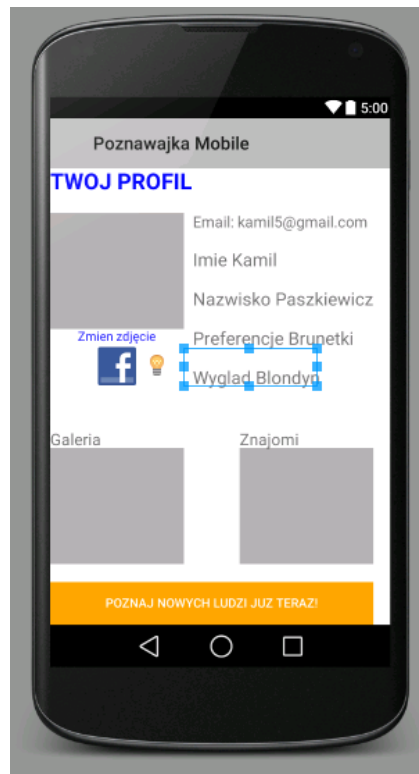 5:00
Poznawajka Mobile
TWOJ PROFIL
Email: kamil5@gmail.com
Imie Kamil
Nazwisko Paszkiewicz
Zmien zdjęcie
Preferencje Brunetki
f
Wyglad Blondyn
Galeria
Znajomi
POZNAJ NOWYCH LUDZI JUZ TERAZ!